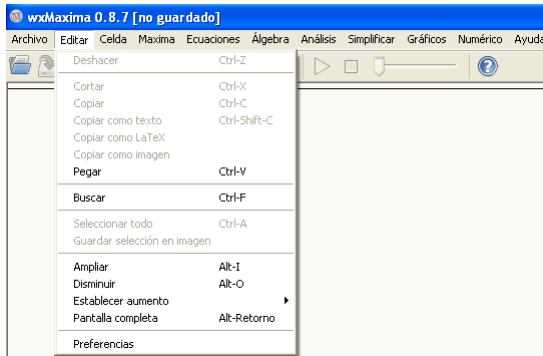 wxMaxima 0.8.7 [no guardado]
Archivo Editar Celda Maxima Ecuaciones Álgebra Análisis Simplificar Gráficos Numérico Ayuda
Deshacer Ctrl-Z
Cortar Ctrl-X
Copiar Ctrl-C
Copiar como texto Ctrl-Shift-C
Copiar como LaTeX
Copiar como imagen
Pegar Ctrl-V
Buscar Ctrl-F
Seleccionar todo Ctrl-A
Guardar selección en imagen
Ampliar Alt-I
Disminuir Alt-O
Establecer aumento
Pantalla completa Alt-Retorno
Preferencias